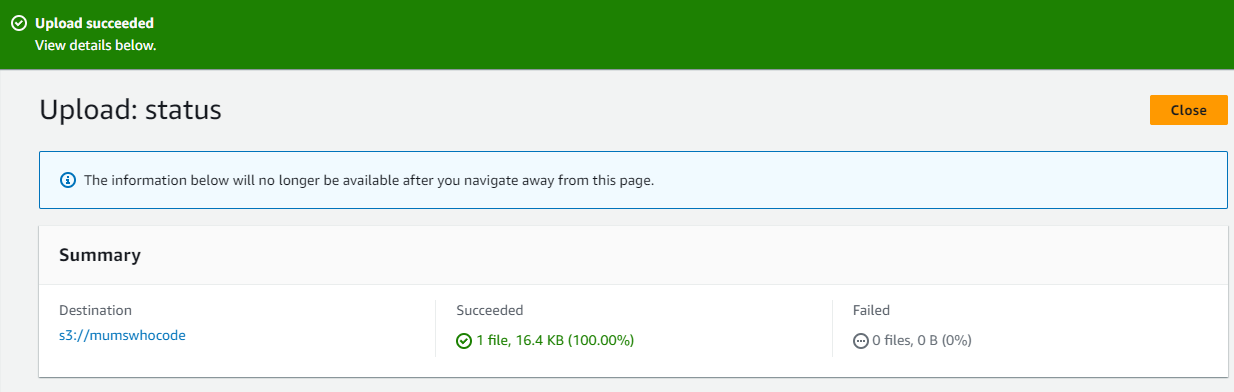 Upload succeeded
View details below.
Upload: status
Close
The information below will no longer be available after you navigate away from this page.
Summary
Destination
s3://mumswhocode
Succeeded
1 file, 16.4 KB (100.00%)
Failed
0 files, 0 B (0%)